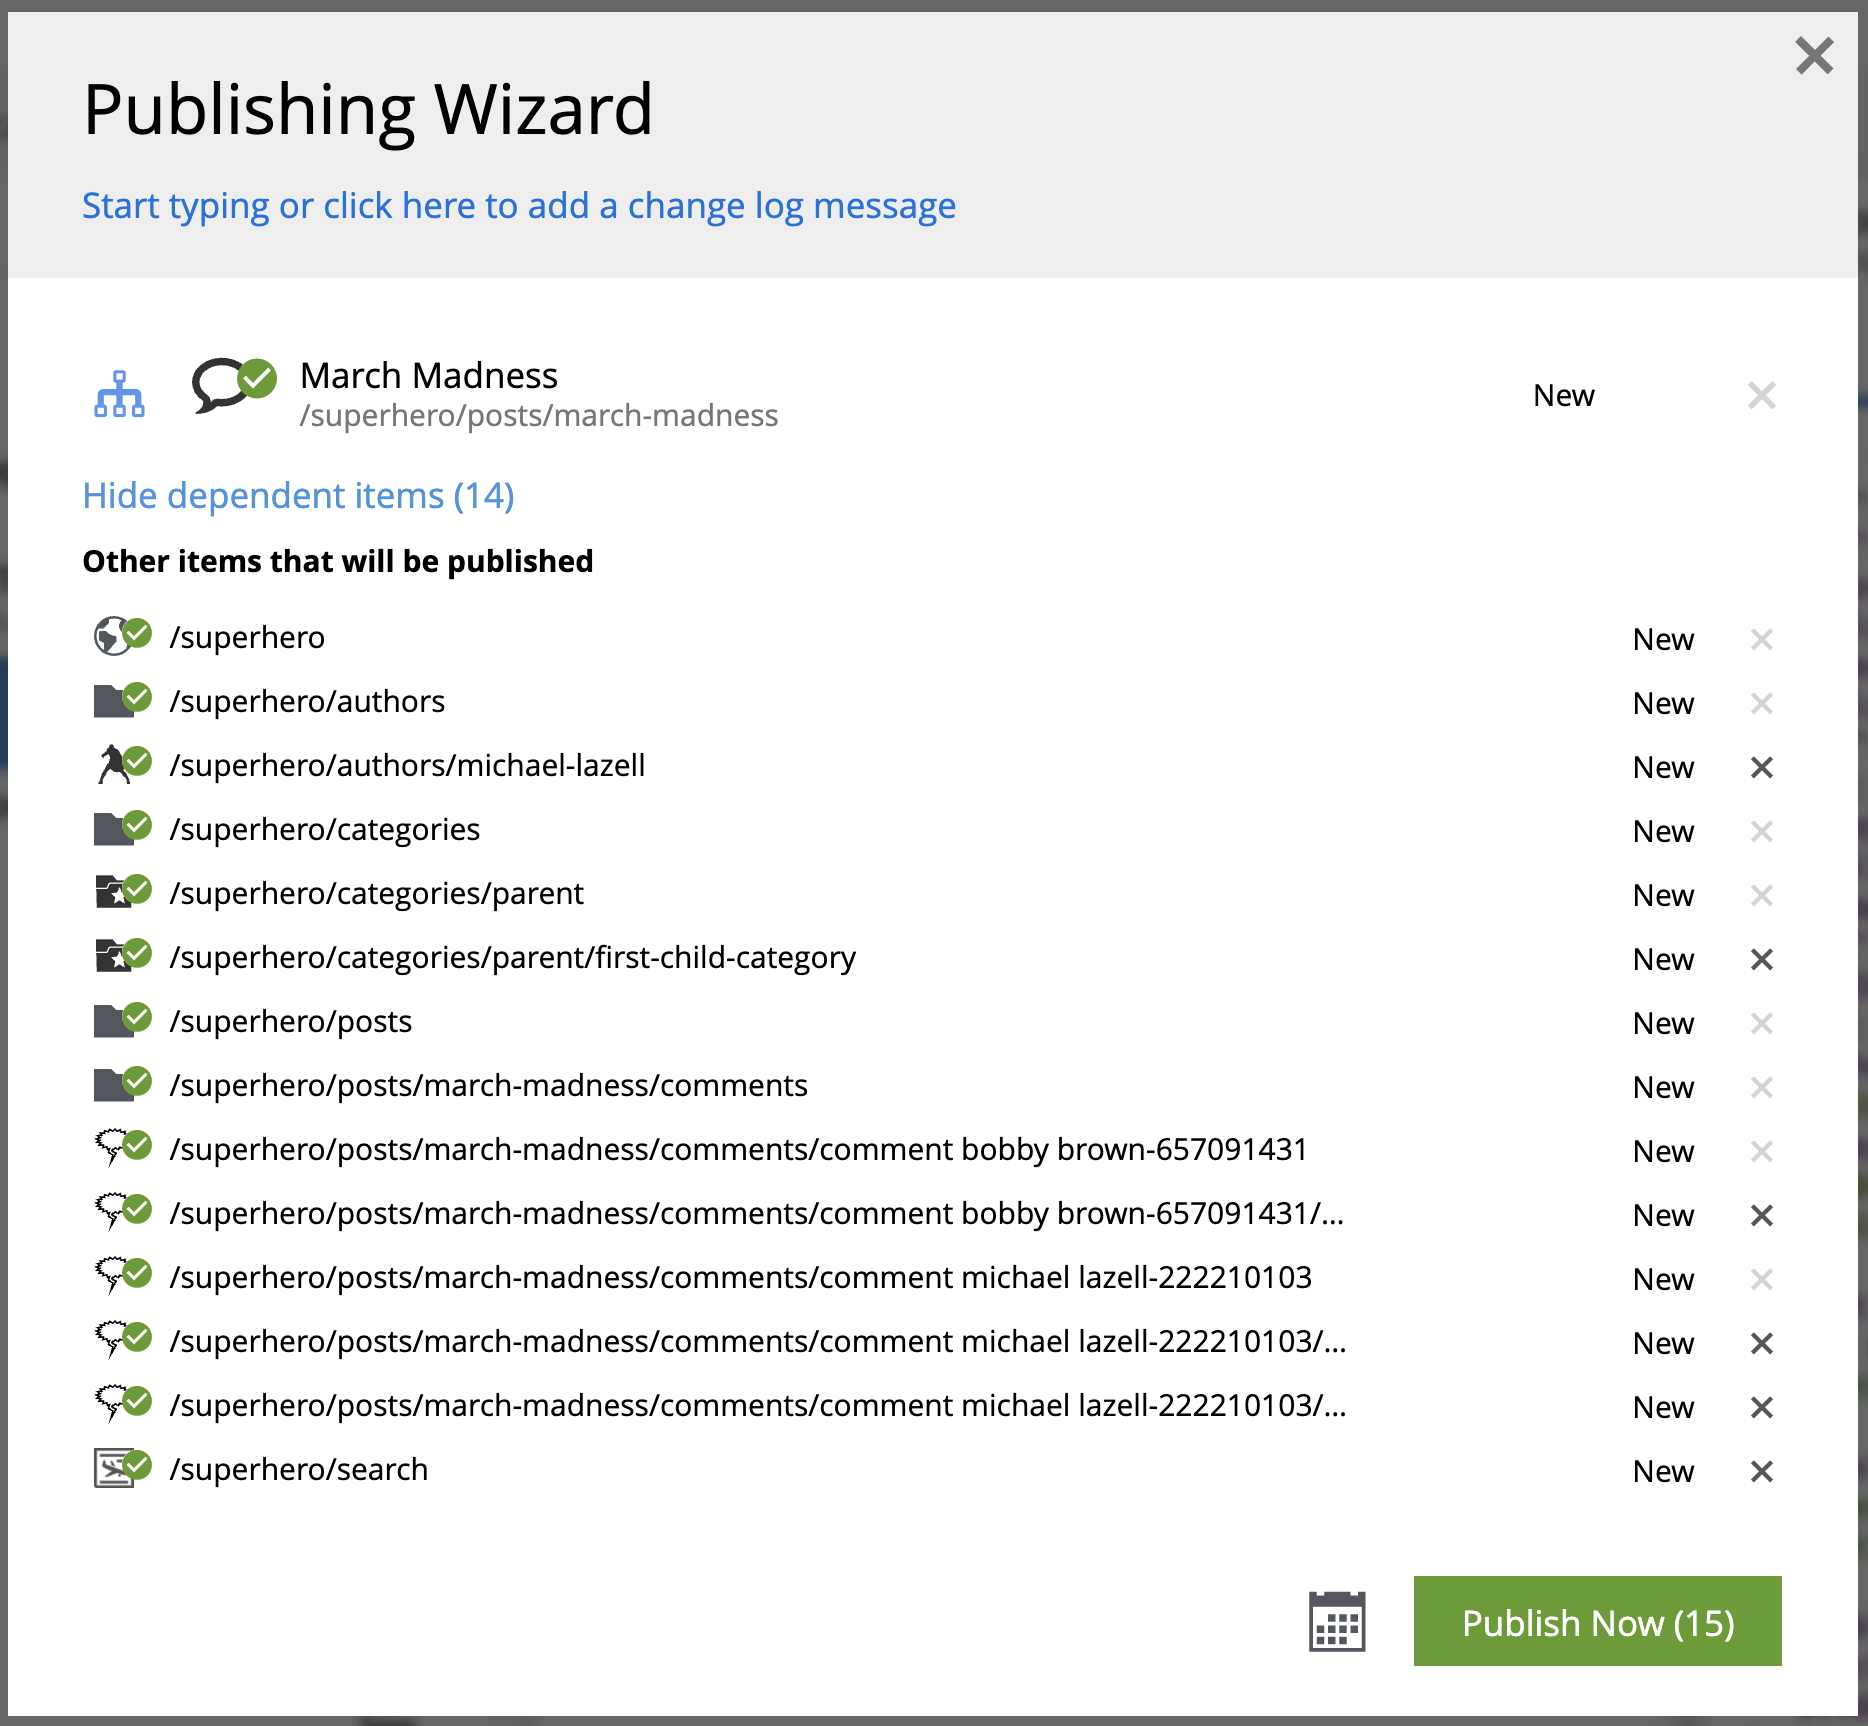 Publishing Wizard
Start typing or click here to add a change log message
March Madness
/superhero/posts/march-madness
New
Hide dependent items (14)
Other items that will be published
/superhero New
/superhero/authors New
/superhero/authors/michael-lazell New
/superhero/categories New
/superhero/categories/parent New
/superhero/categories/parent/first-child-category New
/superhero/posts New
/superhero/posts/march-madness/comments New
/superhero/posts/march-madness/comments/comment bobby brown-657091431 New
/superhero/posts/march-madness/comments/comment bobby brown-657091431/... New
/superhero/posts/march-madness/comments/comment michael lazell-222210103 New
/superhero/posts/march-madness/comments/comment michael lazell-222210103/... New
/superhero/posts/march-madness/comments/comment michael lazell-222210103/... New
/superhero/search New
Publish Now (15)